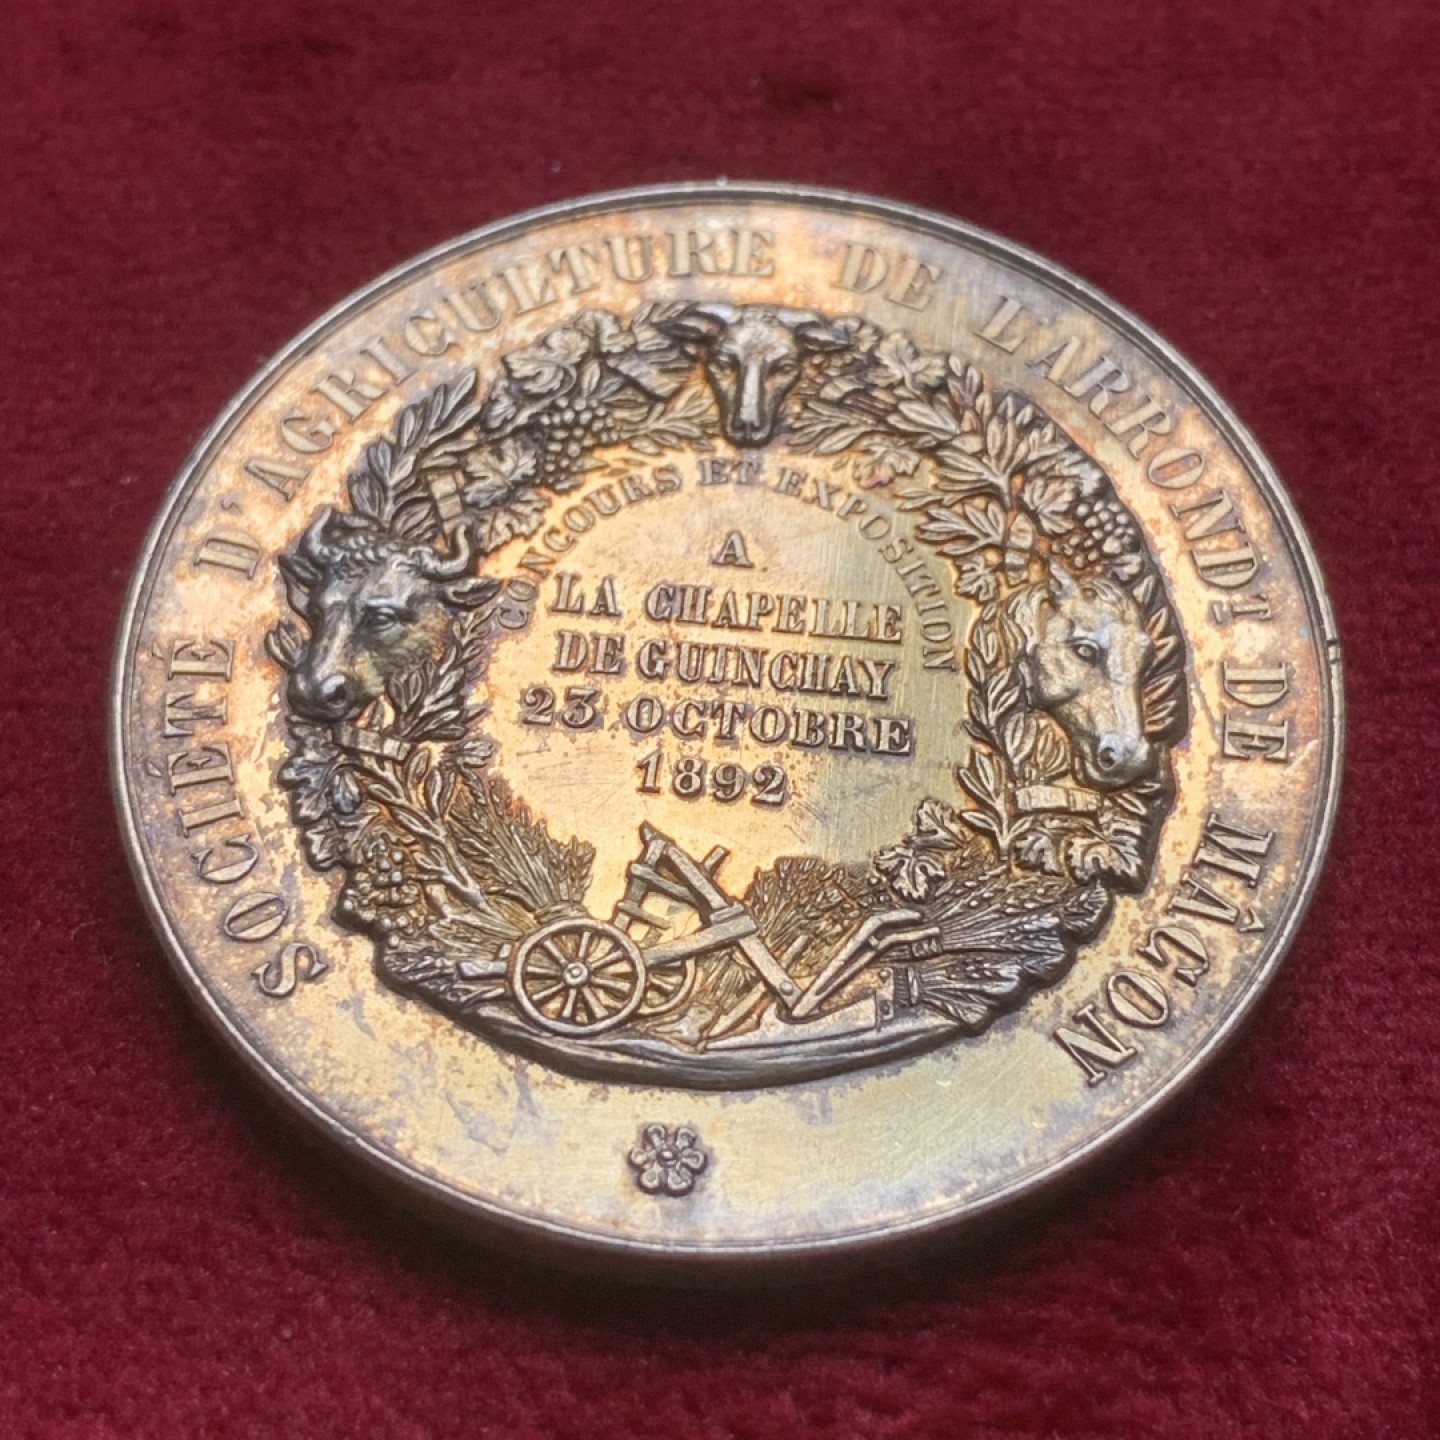 SOCIÉTÉ D'AGRICULTURE DE L'ARRONDT DE MÂCON
CONCOURS ET EXPOSITION
A
LA CHAPELLE
DE GUINCHAY
23 OCTOBRE
1892